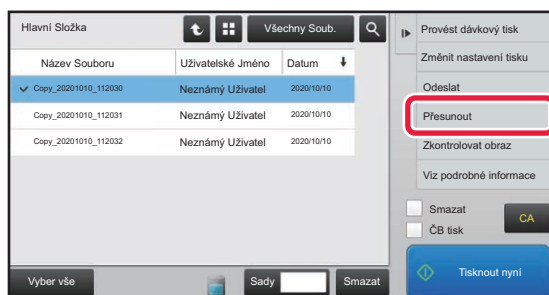 Hlavní Složka
Všechny Soub.
Název Souboru Uživatelské Jméno Datum
Copy_20201010_112030 Neznámý Uživatel 2020/10/10
Copy_20201010_112031 Neznámý Uživatel 2020/10/10
Copy_20201010_112032 Neznámý Uživatel 2020/10/10
Vyber vše Sady Smazat
Provést dávkový tisk
Změnit nastavení tisku
Odeslat
Přesunout
Zkontrolovat obraz
Viz podrobné informace
Smazat
ČB tisk
CA
Tisknout nyní